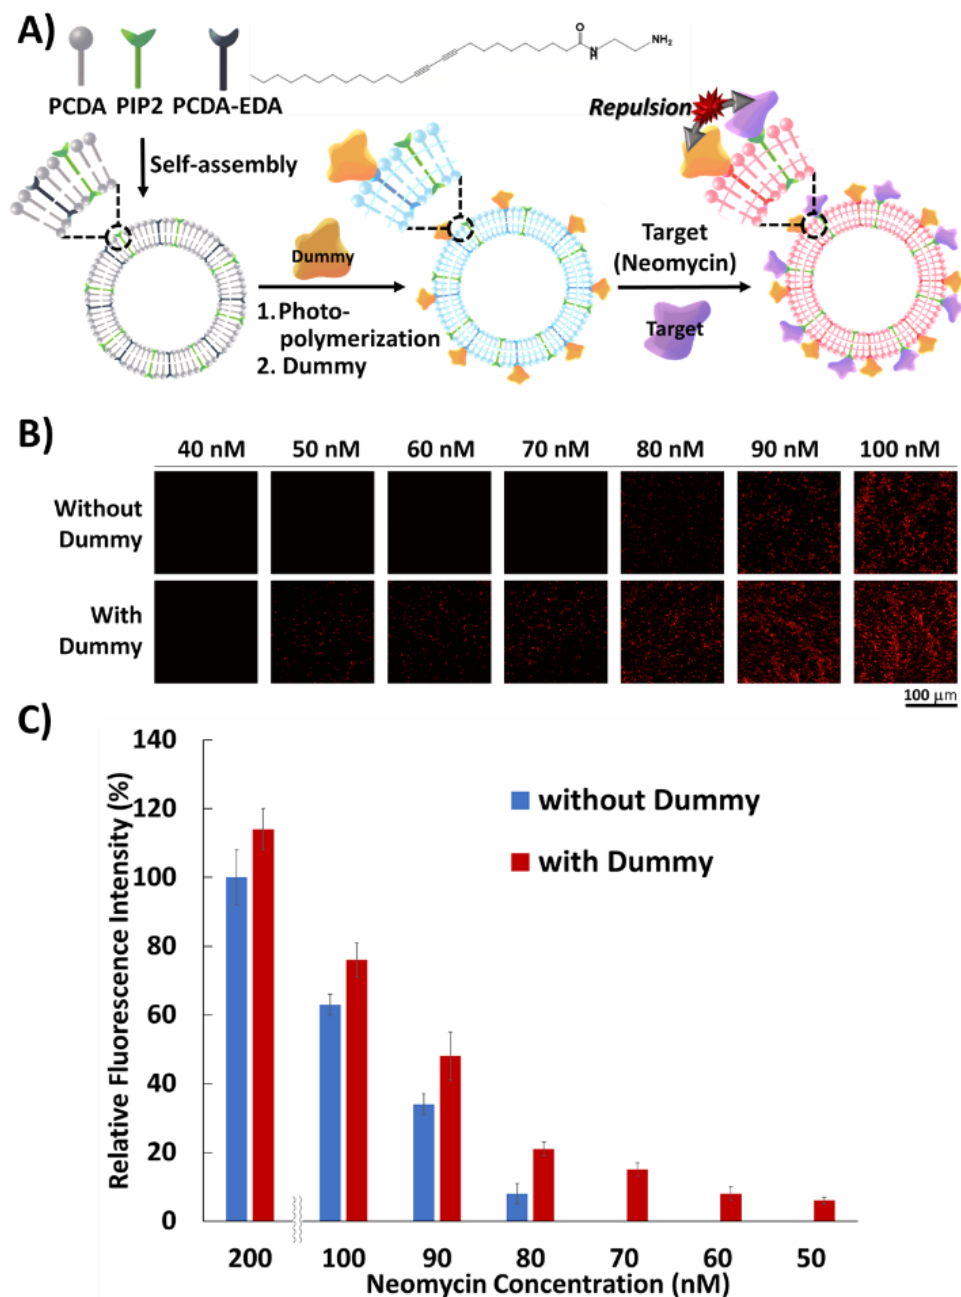 A)
O
N
H
NH2
PCDA PIP2 PCDA-EDA
Repulsion
Self-assembly
Dummy
1. Photo-
polymerization
2. Dummy
Target
(Neomycin)
Target
B)
40 nM 50 nM 60 nM 70 nM 80 nM 90 nM 100 nM
Without
Dummy
With
Dummy
100 μm
C)
Relative Fluorescence Intensity (%)
140
120
100
80
60
40
20
0
without Dummy
with Dummy
200 100 90 80 70 60 50
Neomycin Concentration (nM)